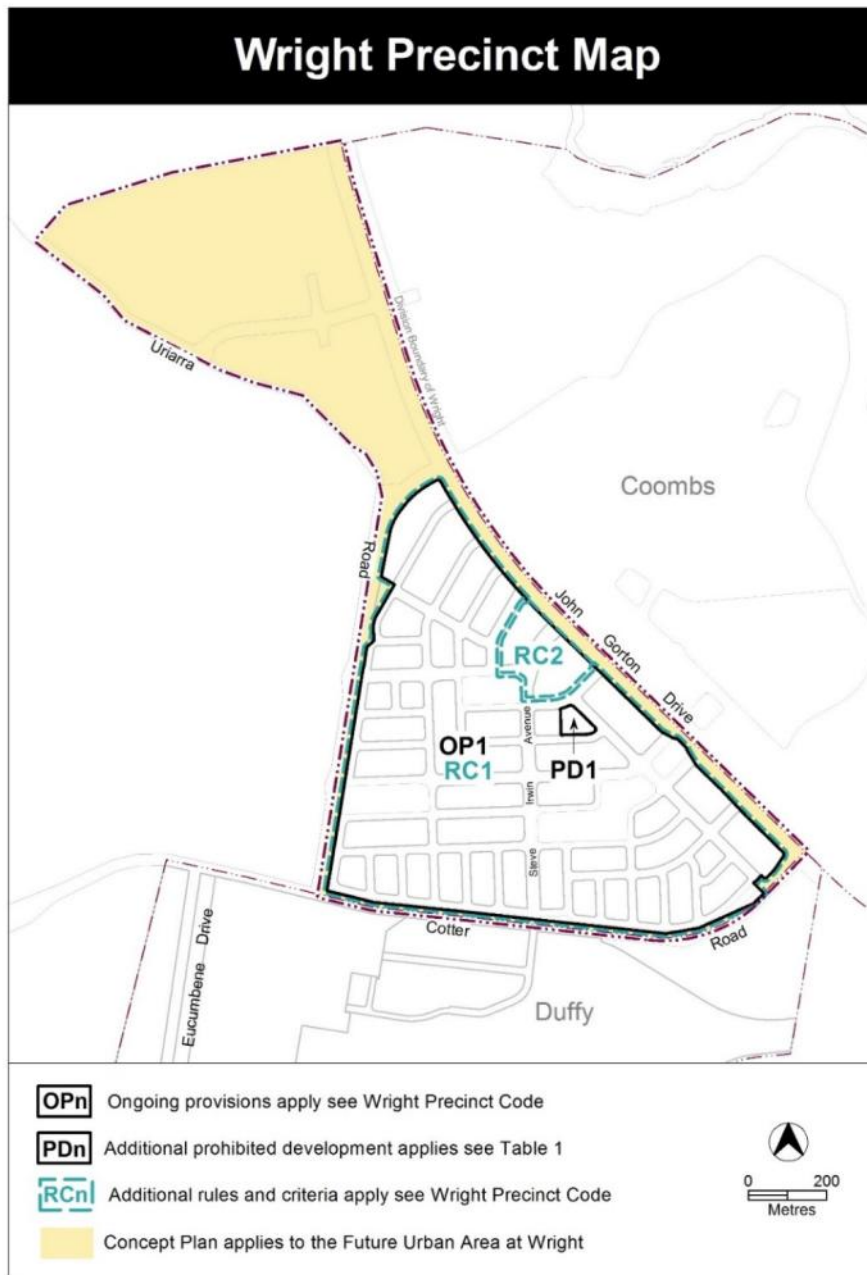 Wright Precinct Map
Uriarra
Division Boundary of Wright
Coombs
Road
John
Gorton
Drive
RC2
Avenue
OP1
RC1
PD1
Irwin
Steve
Cotter
Road
Eucumbene Drive
Duffy
OPn Ongoing provisions apply see Wright Precinct Code
PDn Additional prohibited development applies see Table 1
RCn Additional rules and criteria apply see Wright Precinct Code
Concept Plan applies to the Future Urban Area at Wright
0 200
Metres